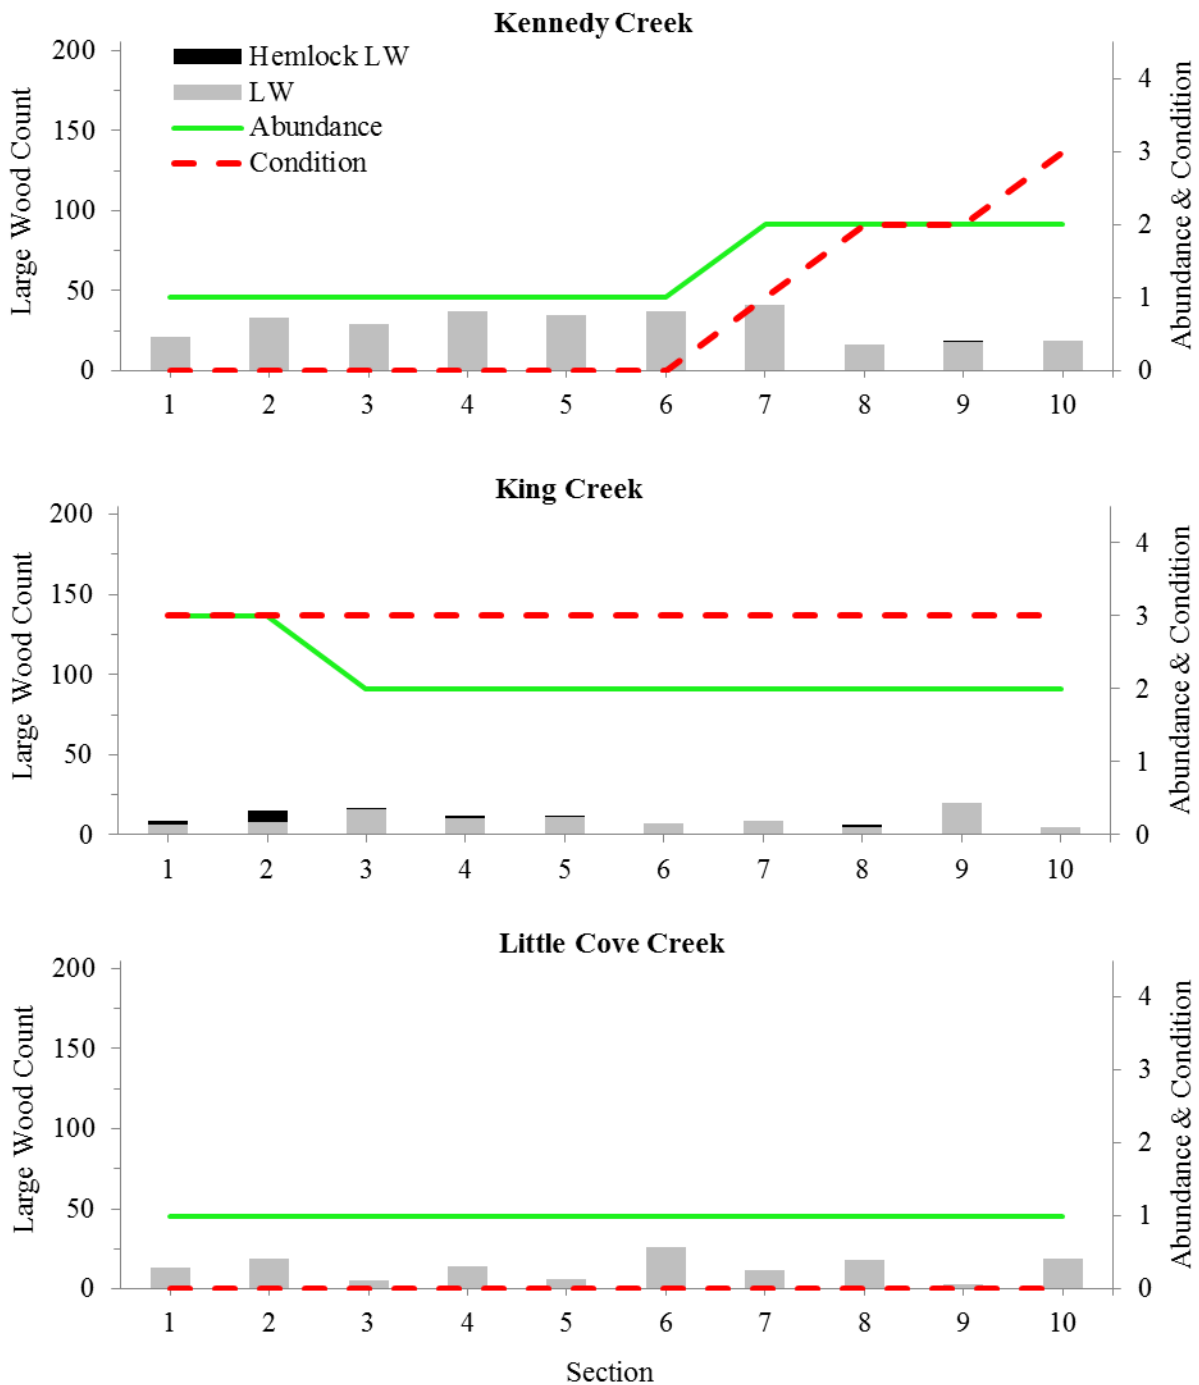 Kennedy Creek
Hemlock LW
LW
Abundance
Condition
Large Wood Count
200
150
100
50
0
Abundance & Condition
4
3
2
1
0
1 2 3 4 5 6 7 8 9 10
King Creek
Large Wood Count
200
150
100
50
0
Abundance & Condition
4
3
2
1
0
1 2 3 4 5 6 7 8 9 10
Little Cove Creek
Large Wood Count
200
150
100
50
0
Abundance & Condition
4
3
2
1
0
1 2 3 4 5 6 7 8 9 10
Section